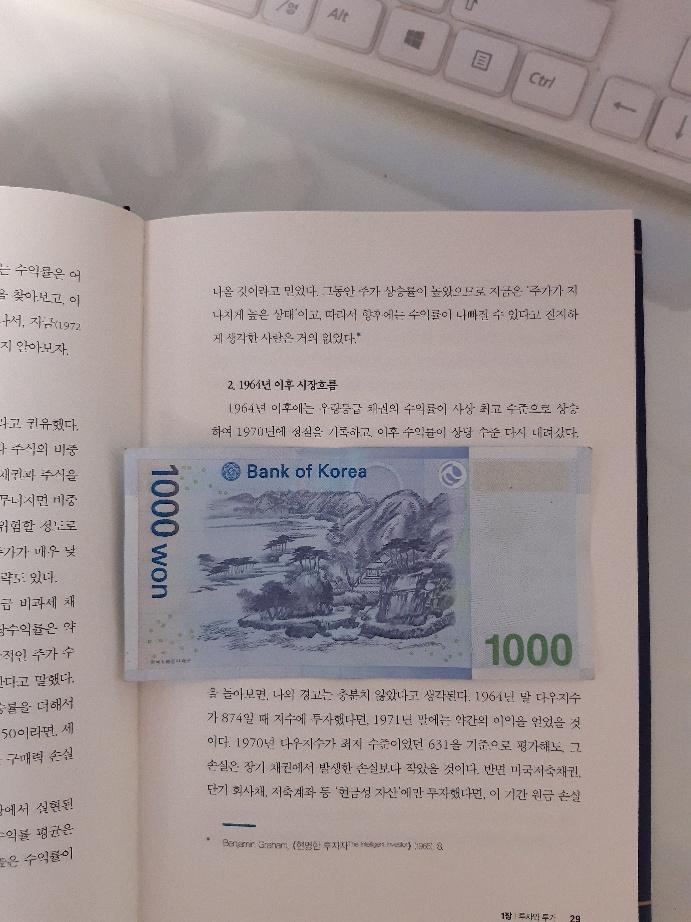 /영
Alt
Ctrl
는 수익률은 어
을 찾아보고, 이
나서, 지금(1972
지 알아보자.
라고 권유했다.
주식의 비중
채권과 주식을
무너지면 비중
위험할 정도로
주가가 매우 낮
략도 있다.
금 비과세 채
당수익률은 약
적인 주가 수
한다고 말했다.
승률을 더해서
50이라면, 세
구매력 손실
상에서 실현된
수익률 평균은
들은 수익률이
나올 것이라고 믿었다. 그동안 주가 상승률이 높았으므로 지금은 '주가가 지
나치게 높은 상태'이고, 따라서 향후에는 수익률이 나빠질 수 있다고 진지하
게 생각한 사람은 거의 없었다.*
2. 1964년 이후 시장흐름
1964년 이후에는 우량등급 채권의 수익률이 사상 최고 수준으로 상승
하여 1970년에 정점을 기록하고, 이후 수익률이 상당 수준 다시 내려갔다.
Bank of Korea
1000 won
1000
을 돌아보면, 나의 경고는 충분치 않았다고 생각된다. 1964년 말 다우지수
가 874일 때 지수에 투자했다면, 1971년 말에는 약간의 이익을 얻었을 것
이다. 1970년 다우지수가 최저 수준이었던 631을 기준으로 평가해도, 그
손실은 장기 채권에서 발생한 손실보다 작았을 것이다. 반면 미국저축채권,
단기 회사채, 저축계좌 등 '현금성 자산'에만 투자했다면, 이 기간 원금 손실
* Benjamin Graham, 《현명한 투자자The Intelligent Investor》 (1965), 8.
1장 | 투자와 투기 29